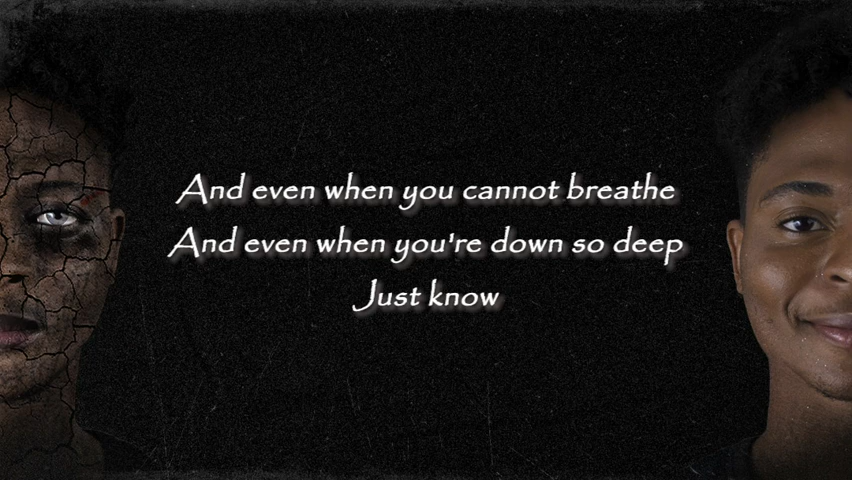 And even when you cannot breathe
And even when you're down so deep
Just know